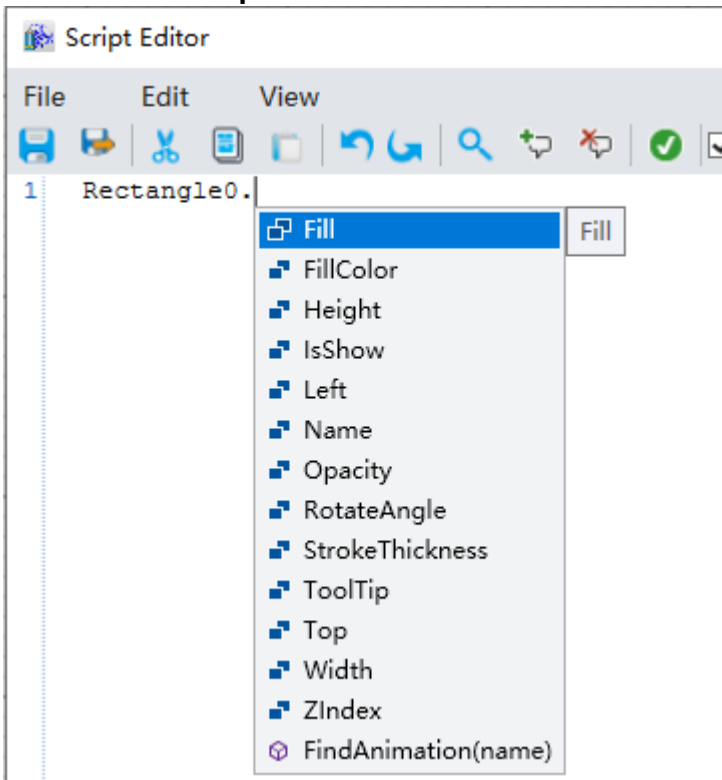 Script Editor
File Edit View
1 Rectangle0.
Fill Fill
FillColor
Height
IsShow
Left
Name
Opacity
RotateAngle
StrokeThickness
ToolTip
Top
Width
ZIndex
FindAnimation(name)